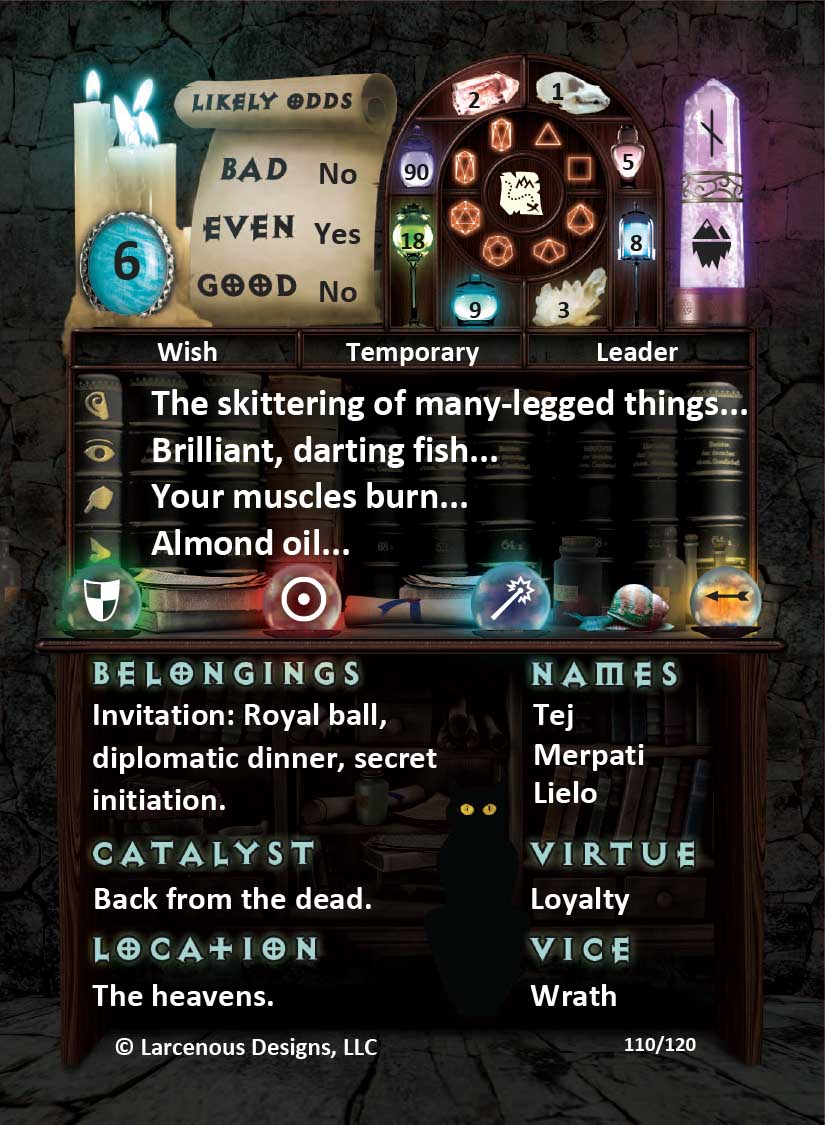 LIKELY ODDS
BAD No
EVEN Yes
GOOD No
6
2
1
90
5
18
8
9
3
Wish Temporary Leader
The skittering of many-legged things...
Brilliant, darting fish...
Your muscles burn...
Almond oil...
BELONGINGS
Invitation: Royal ball,
diplomatic dinner, secret
initiation.
NAMES
Tej
Merpati
Lielo
CATALYST
Back from the dead.
VIRTUE
Loyalty
LOCATION
The heavens.
VICE
Wrath
© Larcenous Designs, LLC
110/120